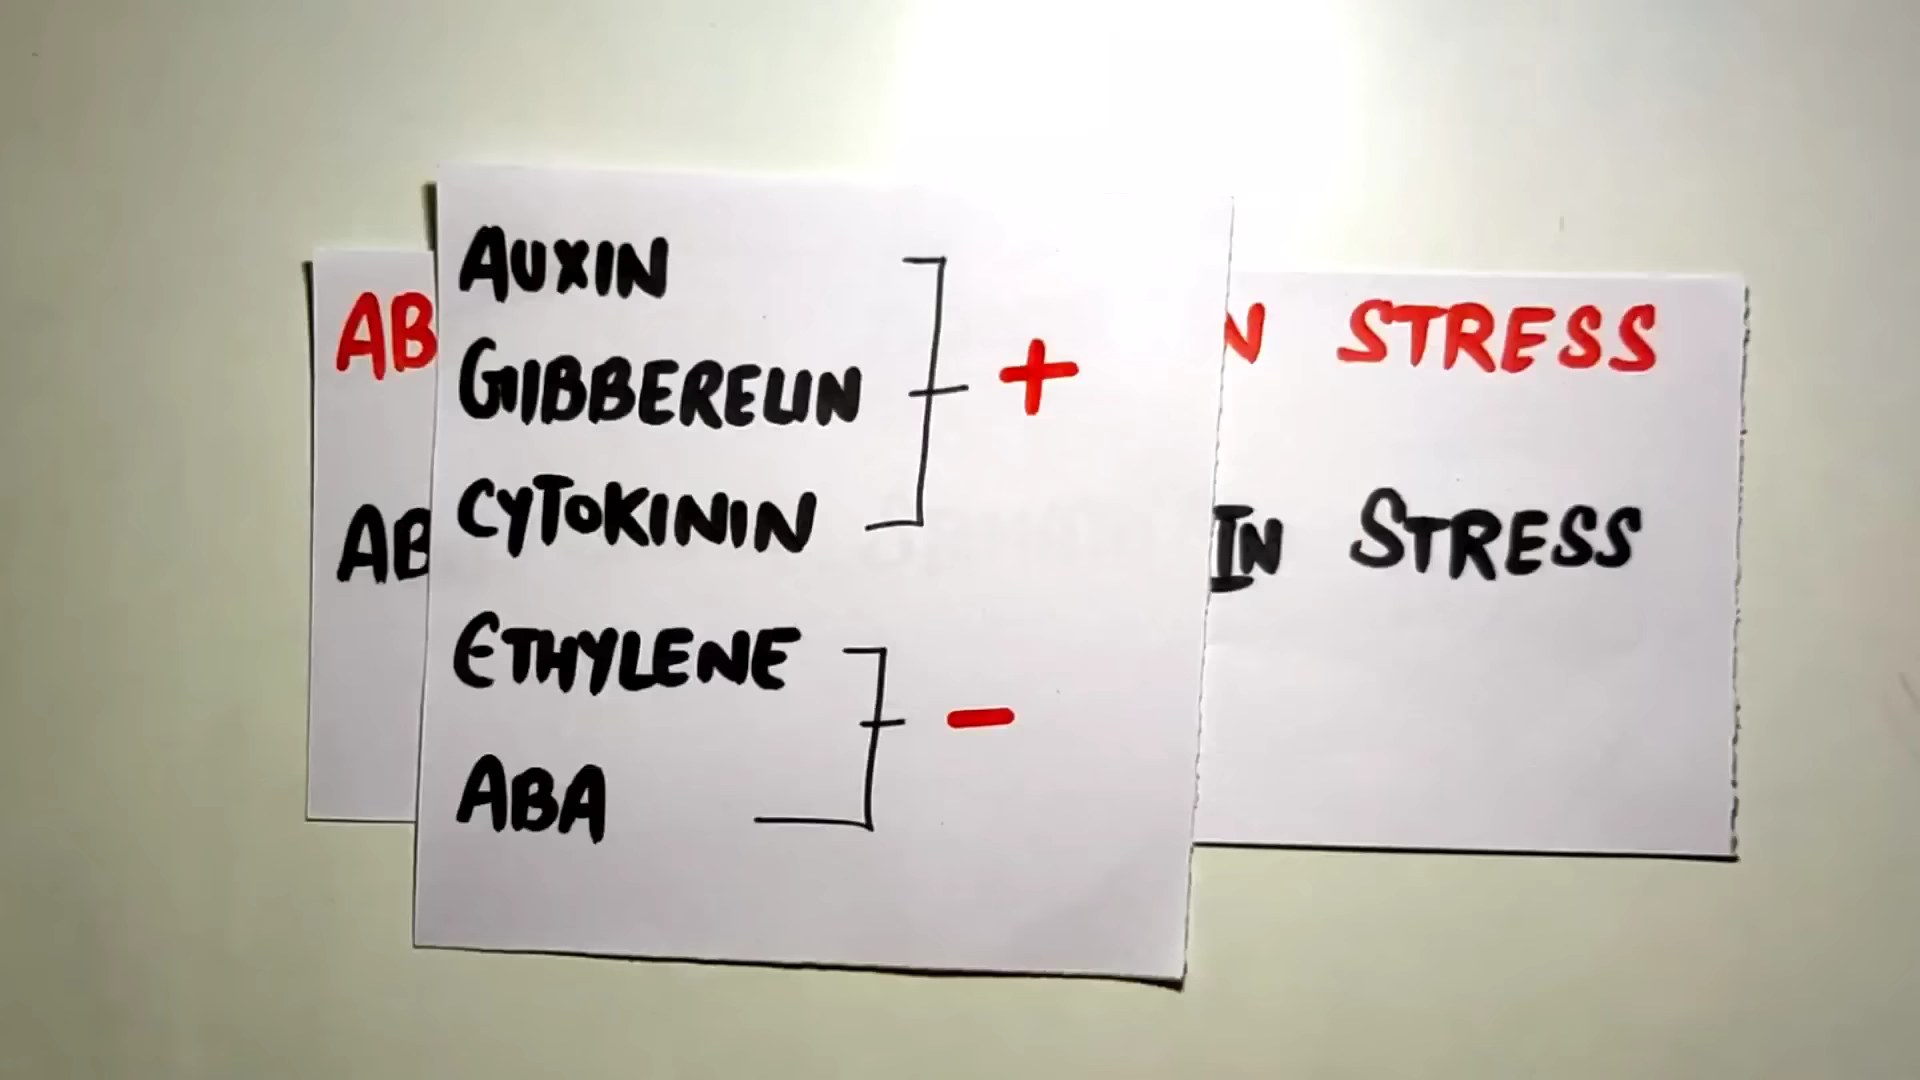 AUXIN
GIBBERELIN
CYTOKININ
+
ETHYLENE
ABA
-
AB
N STRESS
AB
IN STRESS